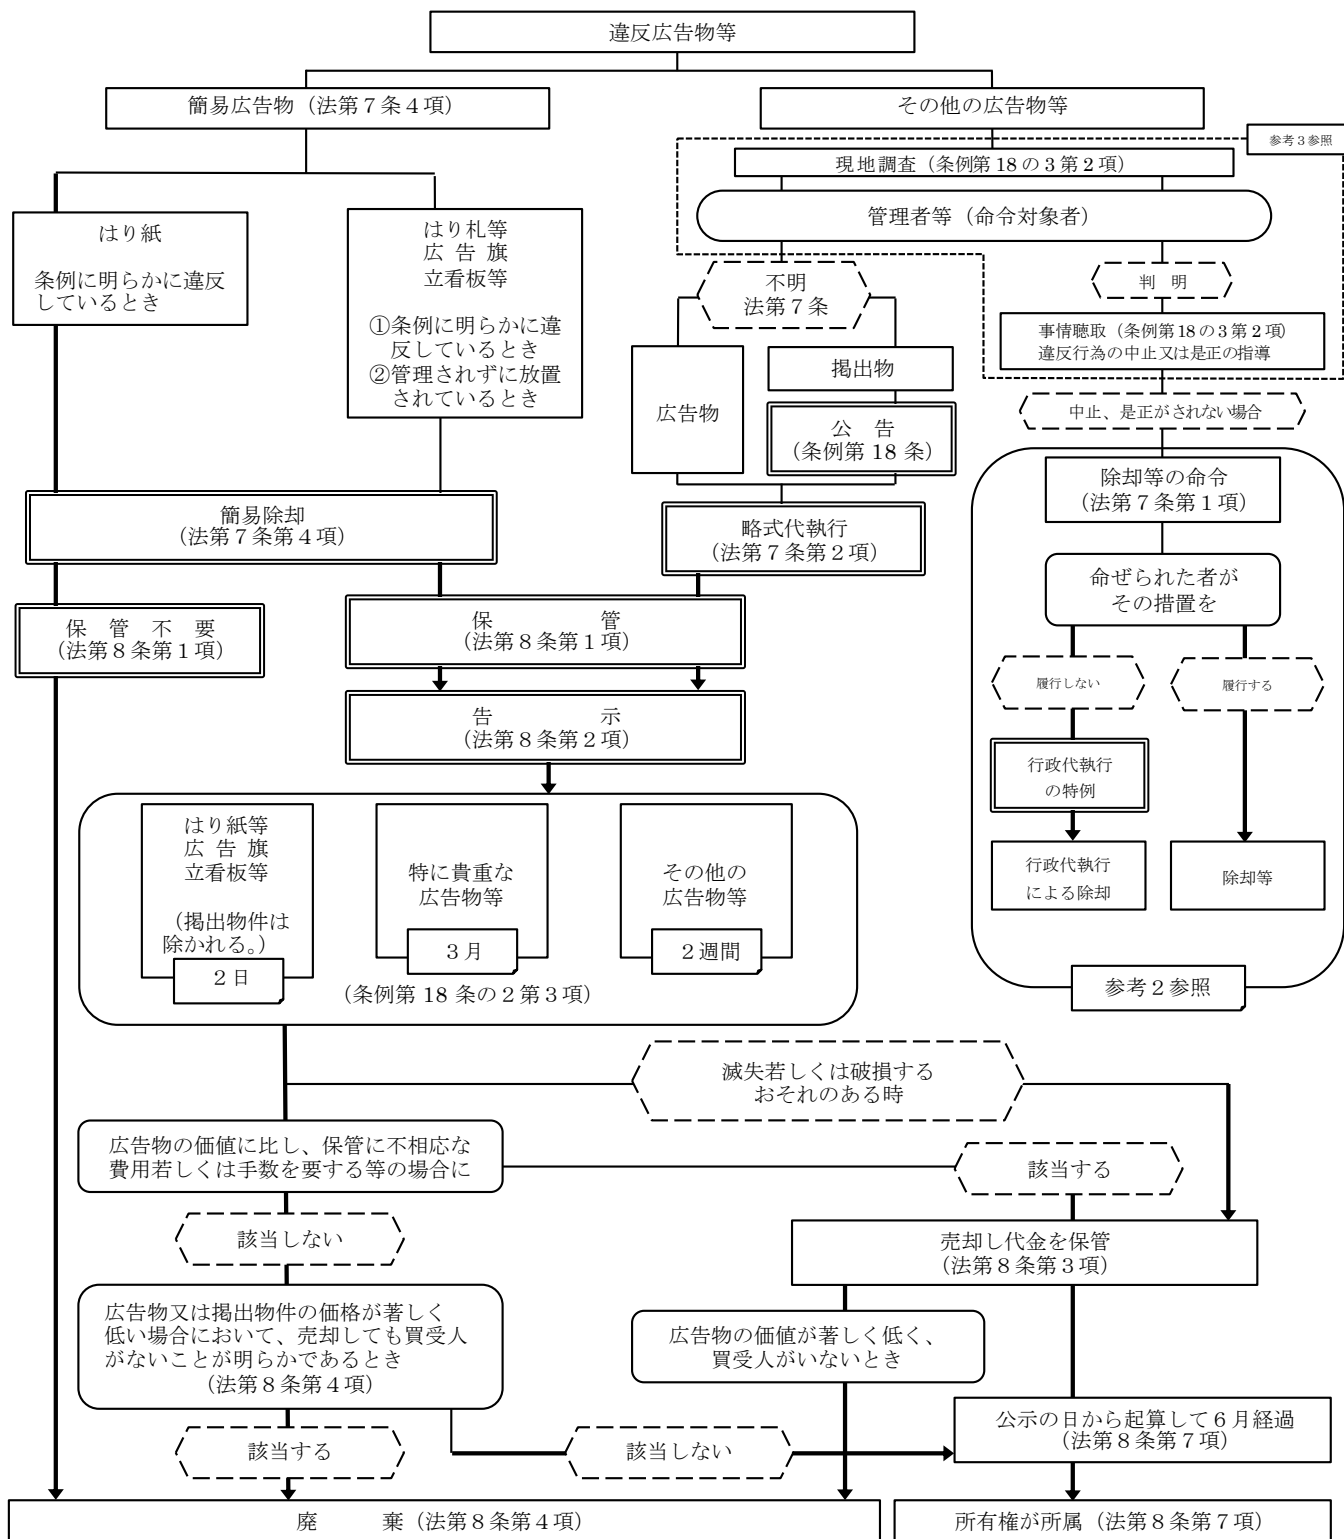 違反広告物等
簡易広告物（法第７条４項）
その他の広告物等
参考３参照
現地調査（条例第 18 の３第２項）
管理者等（命令対象者）
はり紙
条例に明らかに違反
しているとき
はり札等
広 告 旗
立看板等
①条例に明らかに違
反しているとき
②管理されずに放置
されているとき
不明
法第７条
判　明
事情聴取（条例第18の３第２項）
違反行為の中止又は是正の指導
広告物
掲出物
公　告
（条例第 18 条）
中止、是正がされない場合
除却等の命令
（法第７条第１項）
簡易除却
（法第７条第４項）
略式代執行
（法第７条第２項）
命ぜられた者が
その措置を
保　管　不　要
（法第８条第１項）
保　　　　管
（法第８条第１項）
履行しない
履行する
告　　　　示
（法第８条第２項）
行政代執行
の特例
行政代執行
による除却
除却等
はり紙等
広 告 旗
立看板等
（掲出物件は
除かれる。）
２日
特に貴重な
広告物等
３月
その他の
広告物等
２週間
（条例第 18 条の２第３項）
参考２参照
滅失若しくは破損する
おそれのある時
広告物の価値に比し、保管に不相応な
費用若しくは手数を要する等の場合に
該当する
該当しない
売却し代金を保管
（法第８条第３項）
広告物又は掲出物件の価格が著しく
低い場合において、売却しても買受人
がないことが明らかであるとき
（法第８条第４項）
広告物の価値が著しく低く、
買受人がいないとき
公示の日から起算して６月経過
（法第８条第７項）
該当する
該当しない
廃　　　棄（法第８条第４項）
所有権が所属（法第８条第７項）